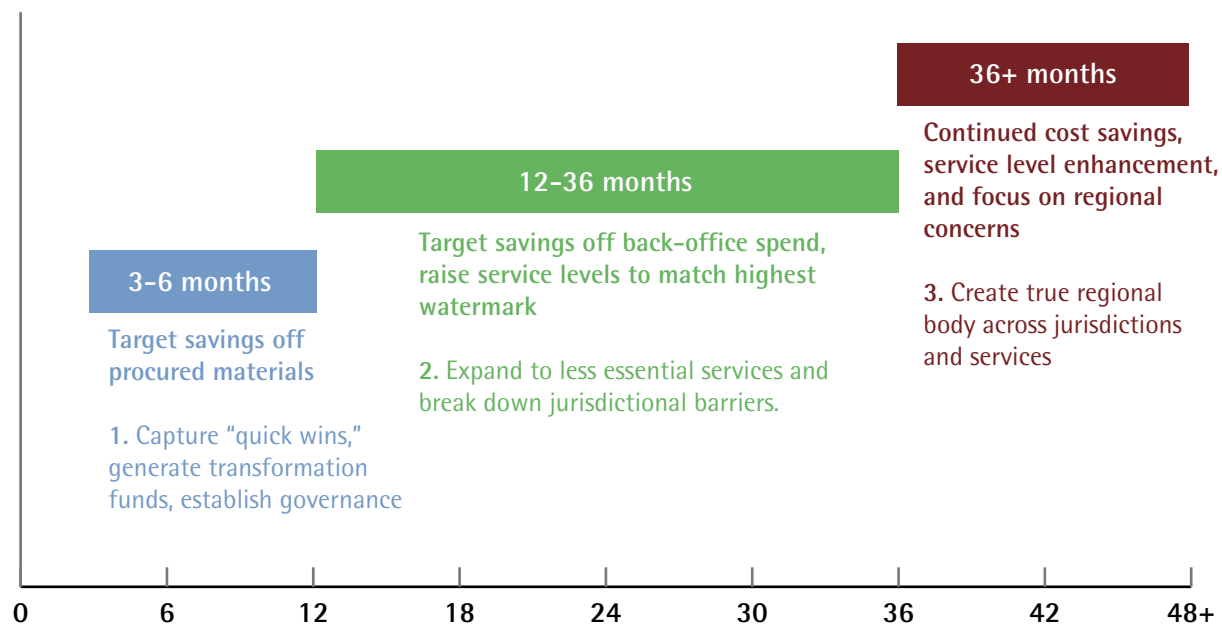 36+ months
Continued cost savings,
service level enhancement,
and focus on regional
concerns
3. Create true regional
body across jurisdictions
and services
12-36 months
Target savings off back-office spend,
raise service levels to match highest
watermark
2. Expand to less essential services and
break down jurisdictional barriers.
3-6 months
Target savings off
procured materials
1. Capture “quick wins,”
generate transformation
funds, establish governance
0 6 12 18 24 30 36 42 48+